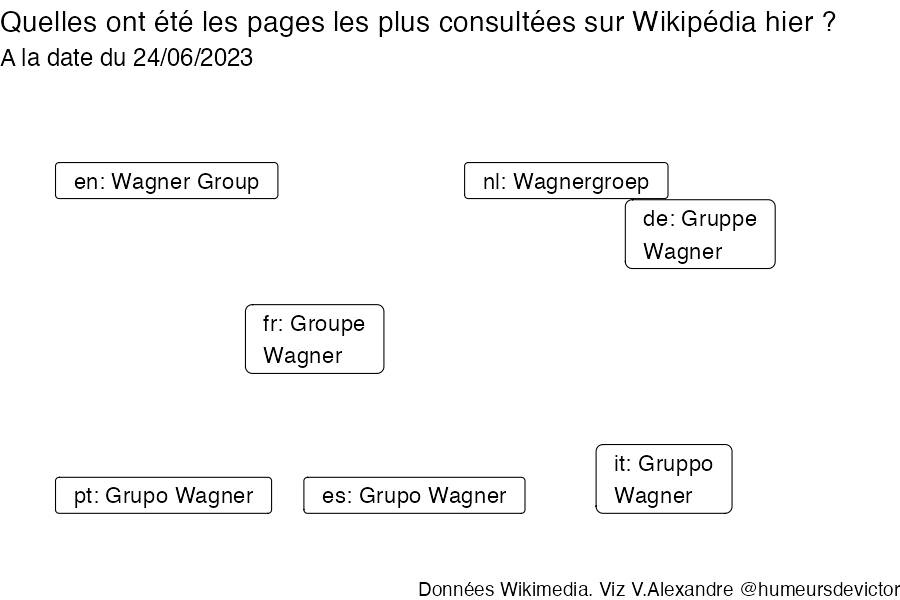 Quelles ont été les pages les plus consultées sur Wikipédia hier ?
A la date du 24/06/2023
en: Wagner Group
nl: Wagnergroep
de: Gruppe
Wagner
fr: Groupe
Wagner
it: Gruppo
Wagner
pt: Grupo Wagner
es: Grupo Wagner
Données Wikimedia. Viz V.Alexandre @humeursdevictor